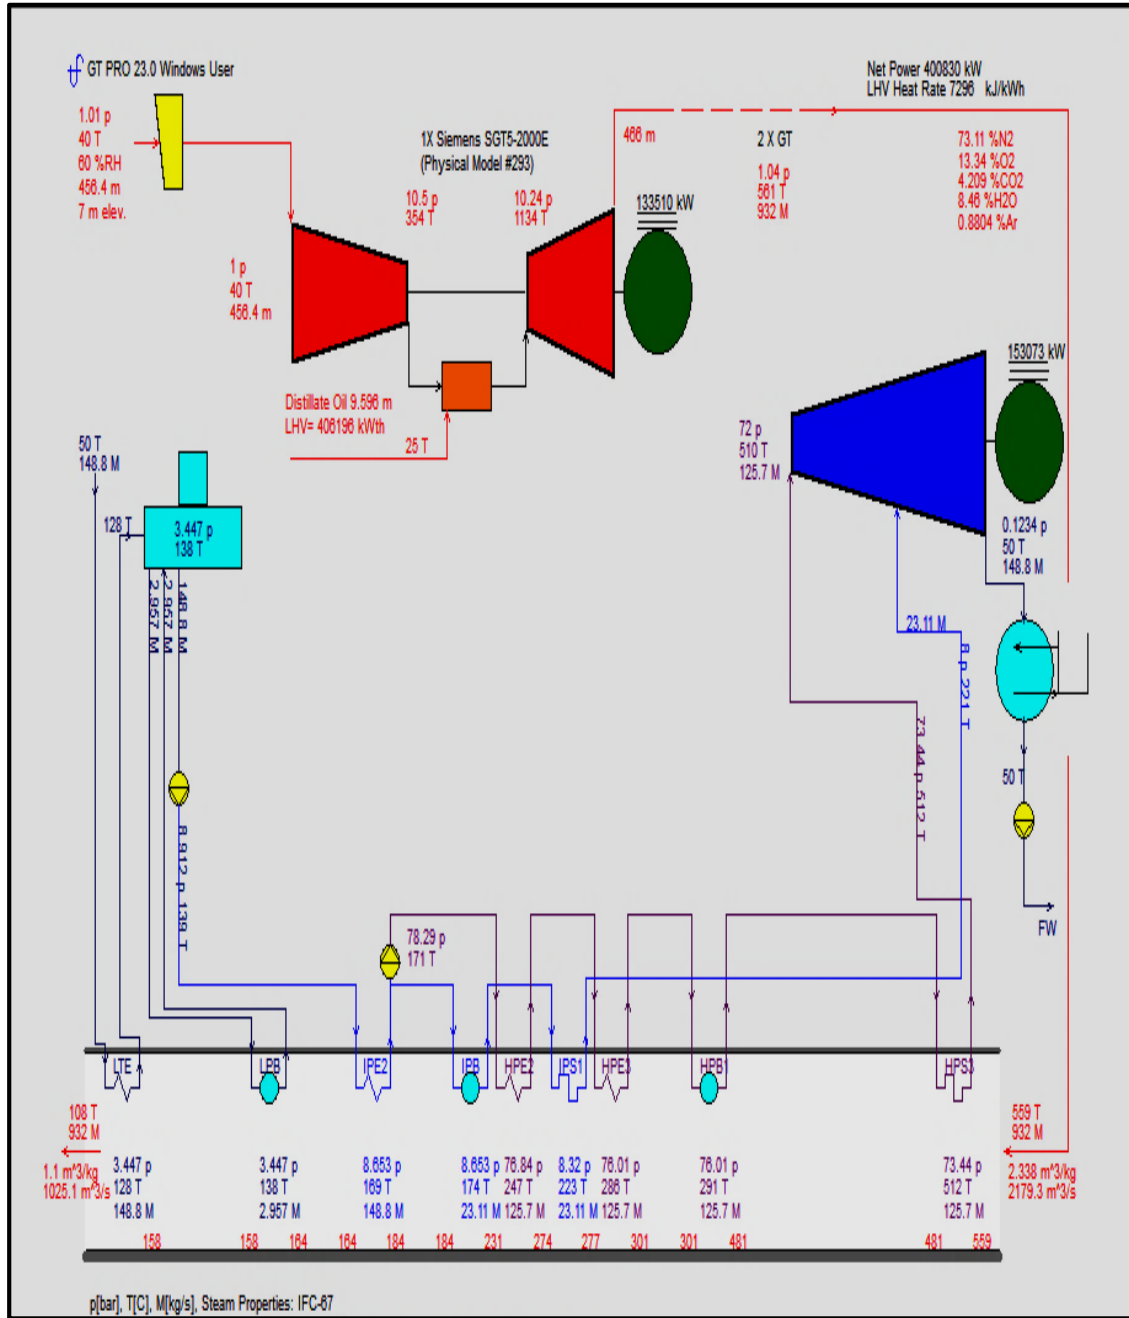 GT PRO 23.0 Windows User
Net Power 400830 kW
LHV Heat Rate 7296 kJ/kWh
1.01 p
40 T
60 %RH
456.4 m
7 m elev.
1X Siemens SGT5-2000E
(Physical Model #293)
466 m
2 X GT
1.04 p
561 T
932 M
73.11 %N2
13.34 %O2
4.209 %CO2
8.46 %H2O
0.8804 %Ar
10.5 p
354 T
10.24 p
1134 T
133510 kW
1 p
40 T
456.4 m
Distillate Oil 9.596 m
LHV= 406196 kWth
25 T
153073 kW
72 p
510 T
125.7 M
50 T
148.8 M
128 T
3.447 p
138 T
0.1234 p
50 T
148.8 M
2.957 M
2.957 M
148.8 M
23.11 M
8 p 221 T
73.44 p 512 T
50 T
FW
8.912 p 139 T
78.29 p
171 T
LTE
LPB
IPE2
IPB
HPE2
IPS1
HPE3
HPB1
HPS3
108 T
932 M
559 T
932 M
1.1 m^3/kg
1025.1 m^3/s
2.338 m^3/kg
2179.3 m^3/s
3.447 p
128 T
148.8 M
3.447 p
138 T
2.957 M
8.653 p
169 T
148.8 M
8.653 p
174 T
23.11 M
76.84 p
247 T
125.7 M
8.32 p
223 T
23.11 M
76.01 p
286 T
125.7 M
76.01 p
291 T
125.7 M
73.44 p
512 T
125.7 M
158 158 164 164 184 184 231 274 277 301 301 481 481 559
p[bar], T[C], M[kg/s], Steam Properties: IFC-67